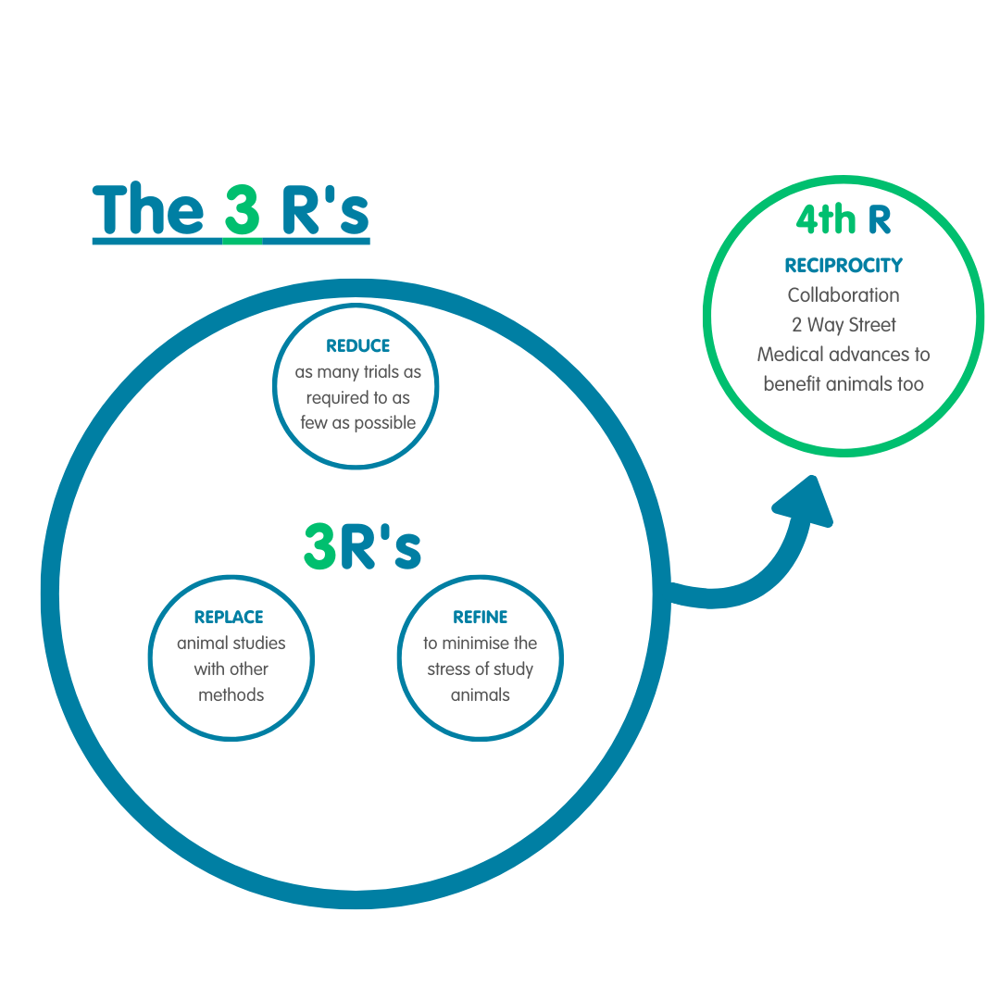 The 3 R's
4th R
RECIPROCITY
Collaboration
2 Way Street
Medical advances to
benefit animals too
REDUCE
as many trials as
required to as
few as possible
3R's
REPLACE
animal studies
with other
methods
REFINE
to minimise the
stress of study
animals